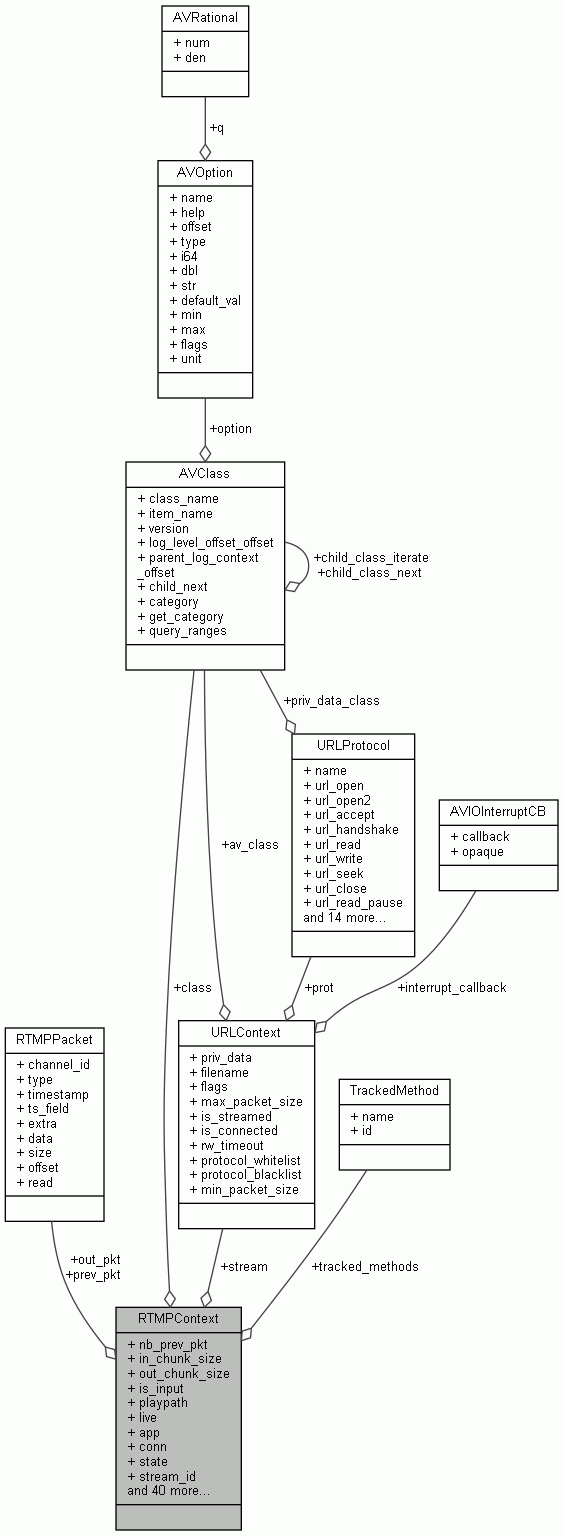 AVRational
+ num
+ den
+q
AVOption
+ name
+ help
+ offset
+ type
+ i64
+ dbl
+ str
+ default_val
+ min
+ max
+ flags
+ unit
+option
AVClass
+ class_name
+ item_name
+ version
+ log_level_offset_offset
+ parent_log_context
_offset
+ child_next
+ category
+ get_category
+ query_ranges
+child_class_iterate
+child_class_next
+priv_data_class
URLProtocol
+ name
+ url_open
+ url_open2
+ url_accept
+ url_handshake
+ url_read
+ url_write
+ url_seek
+ url_close
+ url_read_pause
and 14 more...
AVIOInterruptCB
+ callback
+ opaque
+av_class
+class
+prot
+interrupt_callback
RTMPPacket
+ channel_id
+ type
+ timestamp
+ ts_field
+ extra
+ data
+ size
+ offset
+ read
URLContext
+ priv_data
+ filename
+ flags
+ max_packet_size
+ is_streamed
+ is_connected
+ rw_timeout
+ protocol_whitelist
+ protocol_blacklist
+ min_packet_size
TrackedMethod
+ name
+ id
+out_pkt
+prev_pkt
+stream
+tracked_methods
RTMPContext
+ nb_prev_pkt
+ in_chunk_size
+ out_chunk_size
+ is_input
+ playpath
+ live
+ app
+ conn
+ state
+ stream_id
and 40 more...